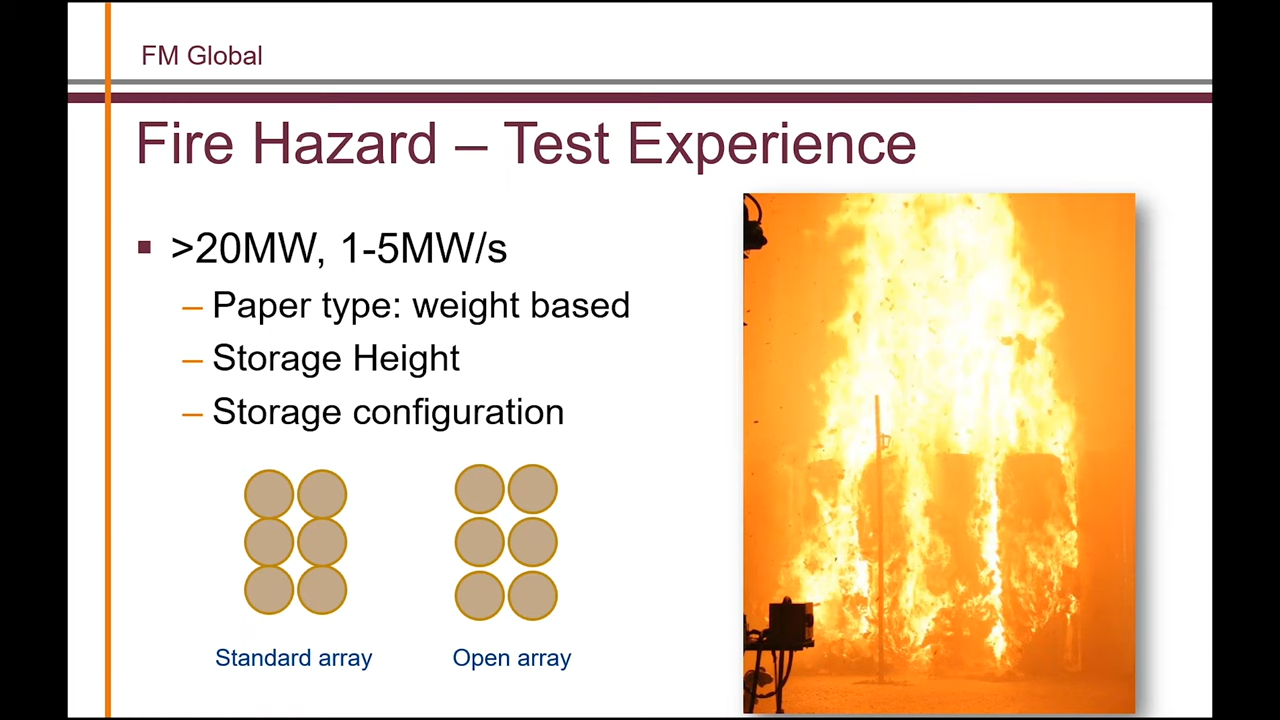 FM Global
Fire Hazard – Test Experience
>20MW, 1-5MW/s
– Paper type: weight based
– Storage Height
– Storage configuration
Standard array
Open array